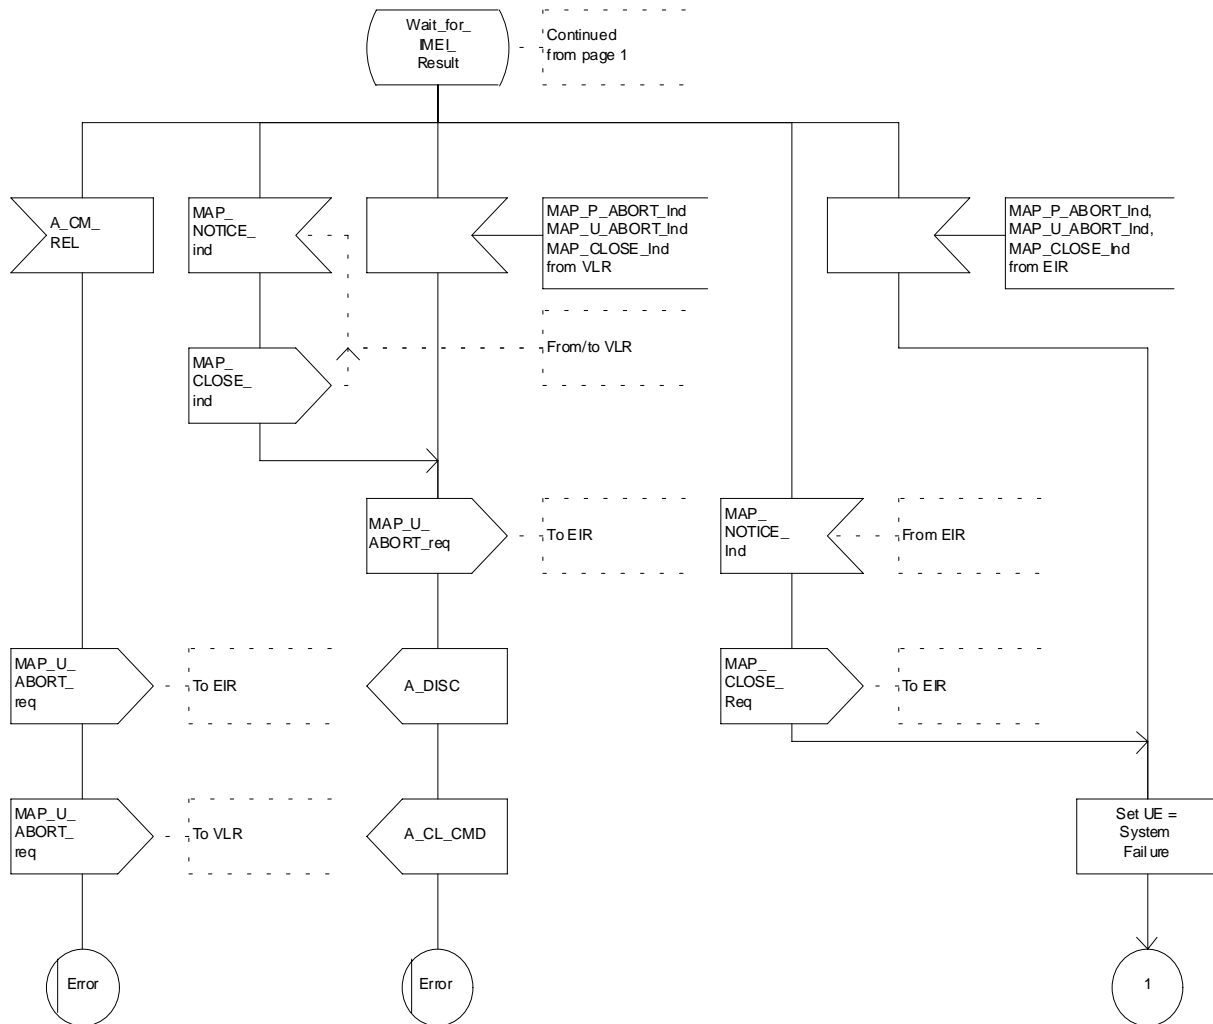 Wait_for_
IMEI_
Result
Continued
from page 1
A_CM_
REL
MAP_
NOTICE_
ind
MAP_P_ABORT_Ind
MAP_U_ABORT_Ind
MAP_CLOSE_Ind
from VLR
MAP_P_ABORT_Ind,
MAP_U_ABORT_Ind,
MAP_CLOSE_Ind
from EIR
MAP_
CLOSE_
ind
From/to VLR
MAP_U_
ABORT_req
To EIR
MAP_
NOTICE_
Ind
From EIR
MAP_U_
ABORT_
req
To EIR
A_DISC
MAP_
CLOSE_
Req
To EIR
MAP_U_
ABORT_
req
To VLR
A_CL_CMD
Set UE =
System
Failure
Error
Error
1